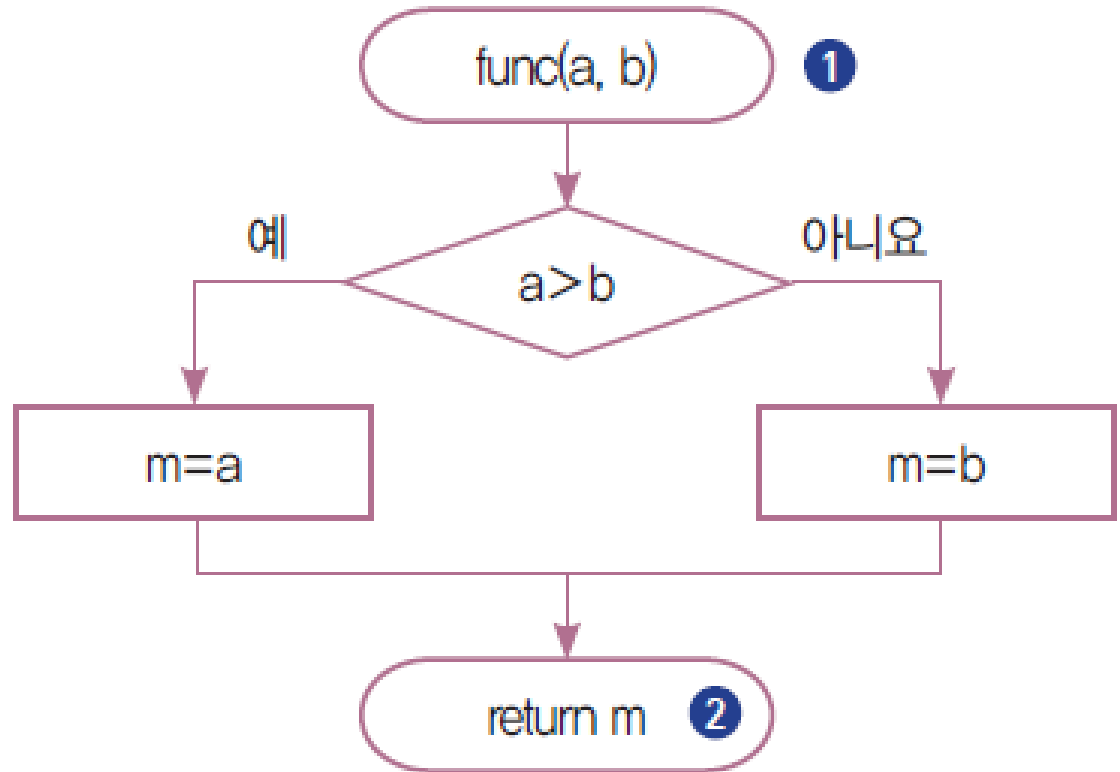 func(a, b)
1
예
아니요
a>b
m=a
m=b
return m
2